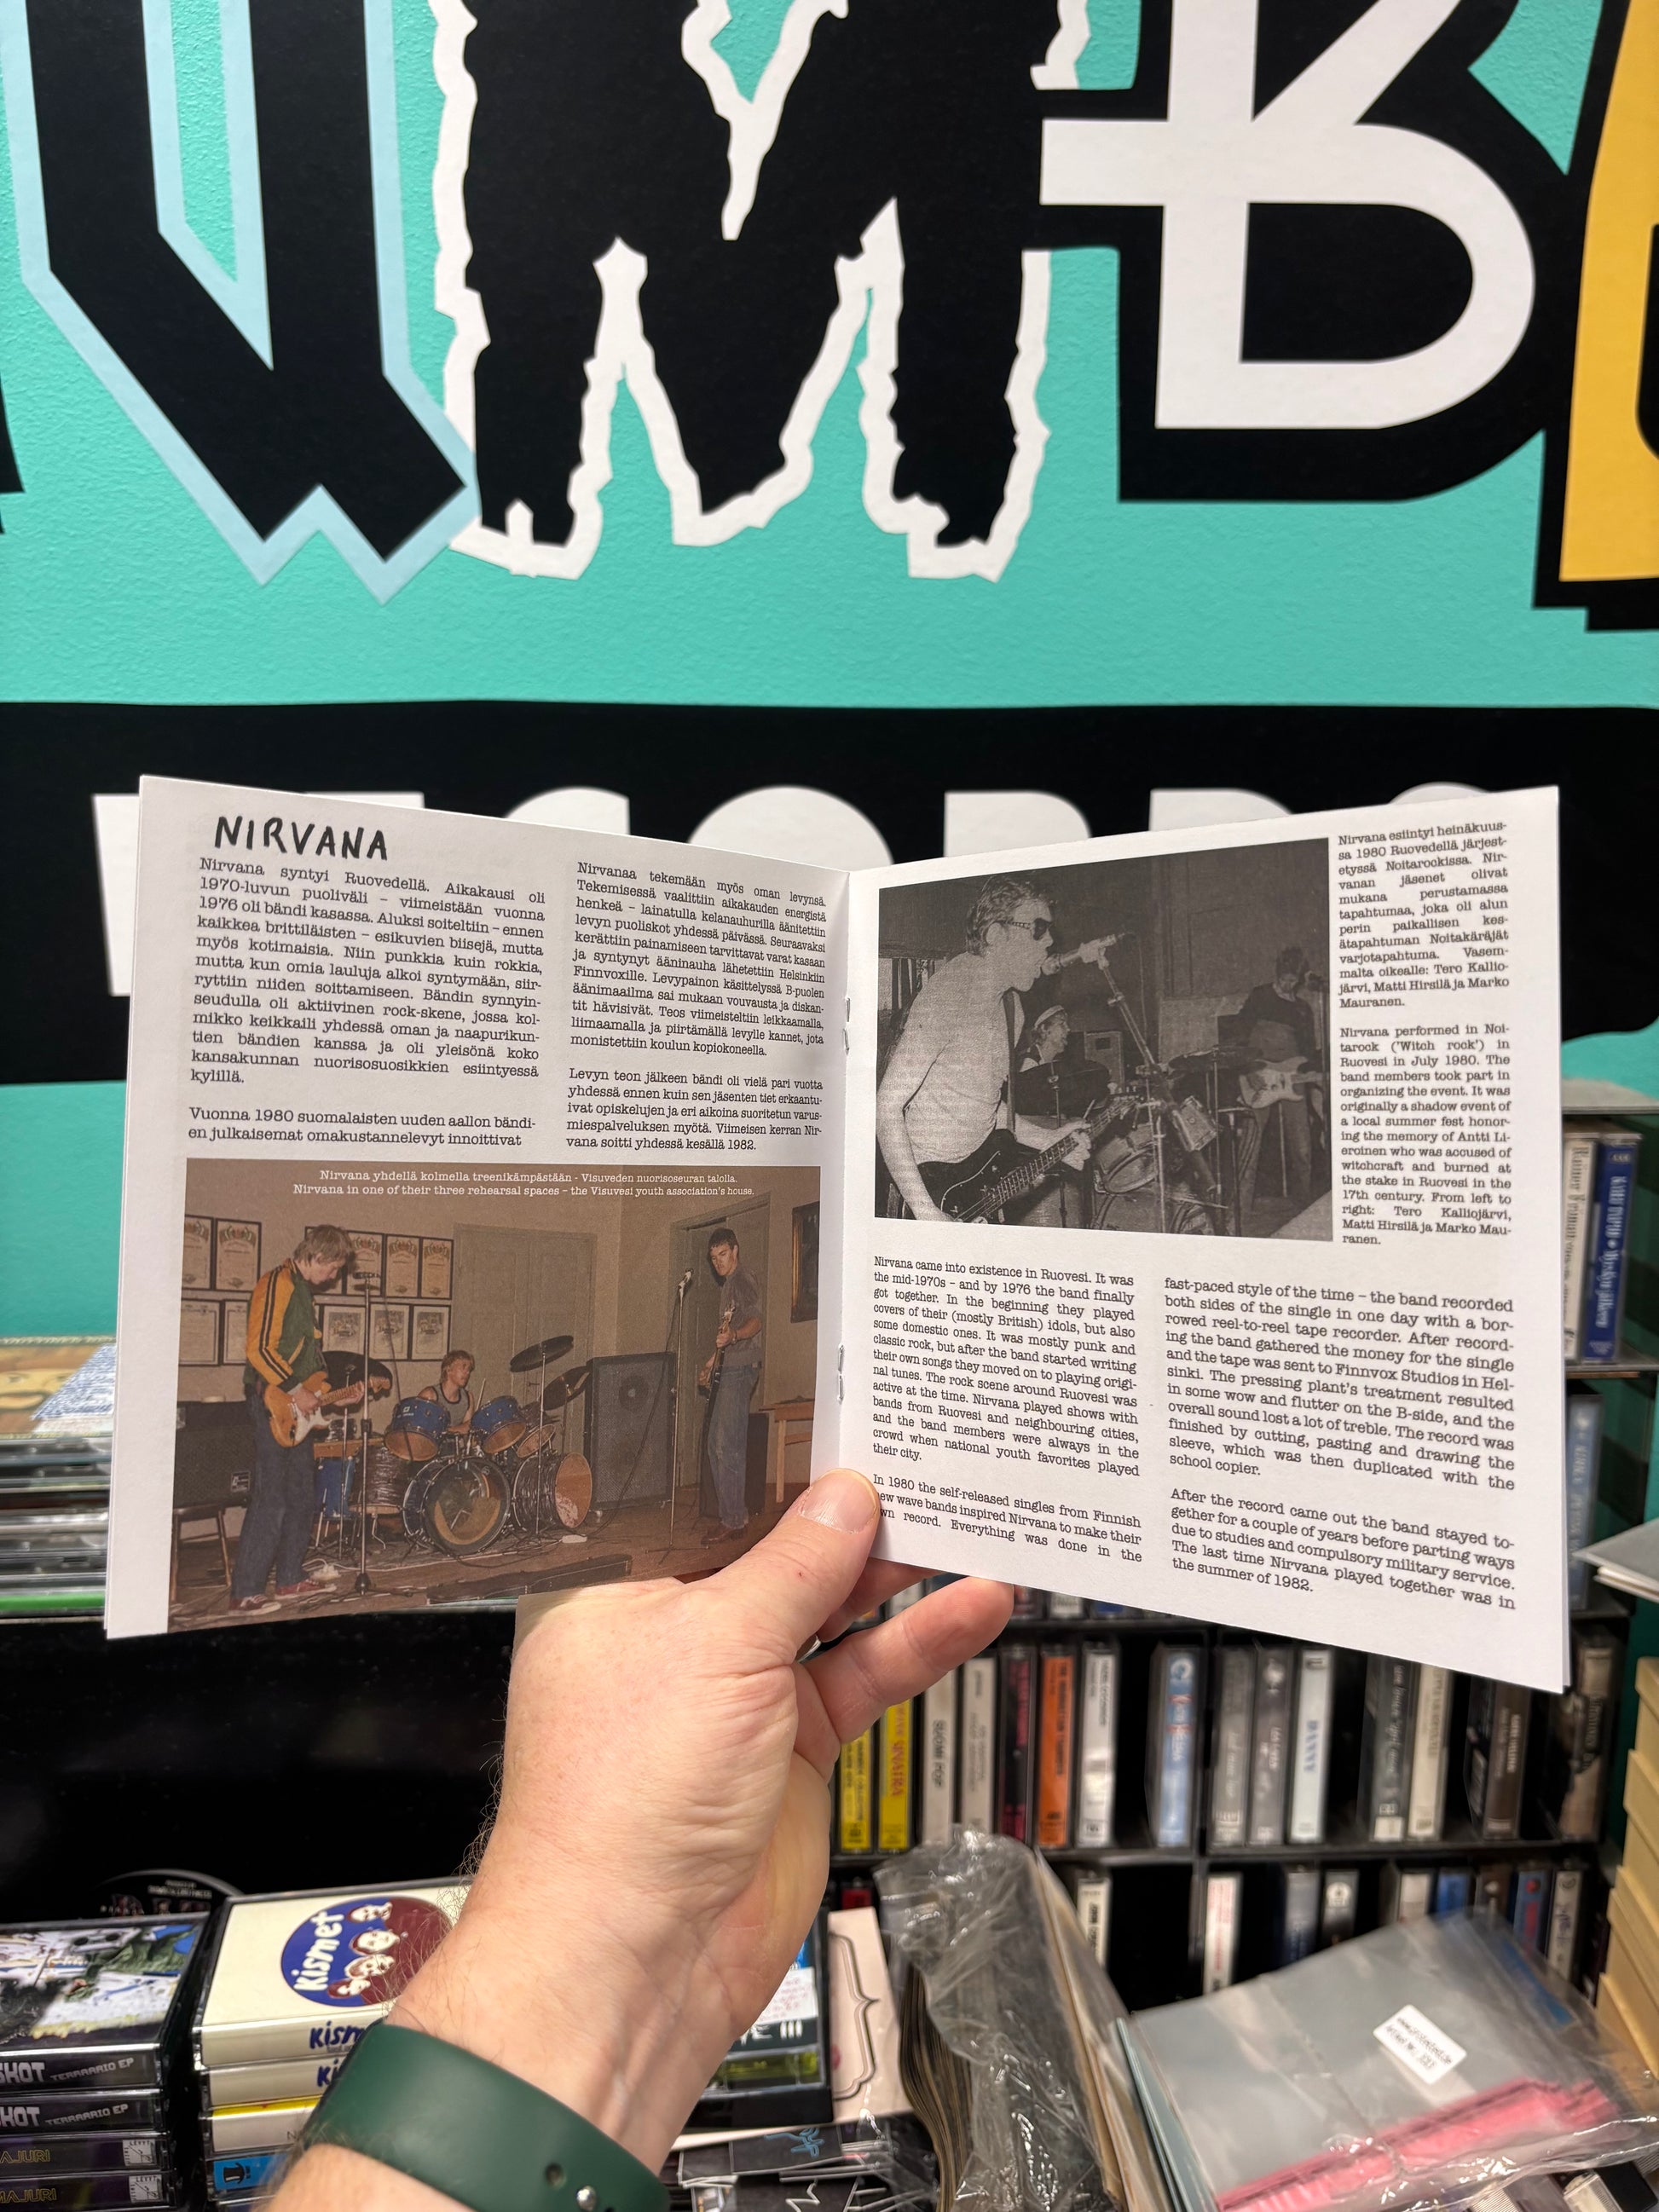 RECORDS
NIRVANA
Nirvana syntyi Ruovedellä. Aikakausi oli
1970-luvun puoliväli – viimeistään vuonna
1976 oli bändi kasassa. Aluksi soiteltiin – ennen
kaikkea brittiläisten – esikuvien biisejä, mutta
myös kotimaisia. Niin punkkia kuin rokkia,
mutta kun omia lauluja alkoi syntymään, siir-
ryttiin niiden soittamiseen. Bändin synnyin-
seudulla oli aktiivinen rock-skene, jossa kol-
mikko keikkaili yhdessä oman ja naapurikun-
tien bändien kanssa ja oli yleisönä koko
kansakunnan nuorisosuosikkien esiintyessä
kylillä.
Vuonna 1980 suomalaisten uuden aallon bändi-
en julkaisemat omakustannelevyt innoittivat
Nirvanaa tekemään myös oman levynsä.
Tekemisessä vaalittiin aikakauden energistä
henkeä – lainatulla kelanauhurilla äänitettiin
levyn puoliskot yhdessä päivässä. Seuraavaksi
kerättiin painamiseen tarvittavat varat kasaan
ja syntynyt ääninauha lähetettiin Helsinkiin
Finnvoxille. Levypainon käsittelyssä B-puolen
äänimaailma sai mukaan vouvausta ja diskan-
tit hävisivät. Teos viimeisteltiin leikkaamalla,
liimaamalla ja piirtämällä levylle kannet, jota
monistettiin koulun kopiokoneella.
Levyn teon jälkeen bändi oli vielä pari vuotta
yhdessä ennen kuin sen jäsenten tiet erkaantu-
ivat opiskelujen ja eri aikoina suoritetun varus-
miespalveluksen myötä. Viimeisen kerran Nir-
vana soitti yhdessä kesällä 1982.
Nirvana yhdellä kolmella treenikämpästään - Visuveden nuorisoseuran talolla.
Nirvana in one of their three rehearsal spaces – the Visuvesi youth association's house.
Nirvana esiintyi heinäkuus-
sa 1980 Ruovedellä järjest-
etyssä Noitarockissa. Nir-
vanan jäsenet olivat
mukana perustamassa
tapahtumaa, joka oli alun
perin paikallisen kes-
ätapahtuman Noitakäräjät
varjotapahtuma. Vasem-
malta oikealle: Tero Kallio-
järvi, Matti Hirsilä ja Marko
Mauranen.
Nirvana performed in Noi-
tarock ('Witch rock') in
Ruovesi in July 1980. The
band members took part in
organizing the event. It was
originally a shadow event of
a local summer fest honor-
ing the memory of Antti Li-
eroinen who was accused of
witchcraft and burned at
the stake in Ruovesi in the
17th century. From left to
right: Tero Kalliojärvi,
Matti Hirsilä ja Marko Mau-
ranen.
Nirvana came into existence in Ruovesi. It was
the mid-1970s – and by 1976 the band finally
got together. In the beginning they played
covers of their (mostly British) idols, but also
some domestic ones. It was mostly punk and
classic rock, but after the band started writing
their own songs they moved on to playing origi-
nal tunes. The rock scene around Ruovesi was
active at the time. Nirvana played shows with
bands from Ruovesi and neighbouring cities,
and the band members were always in the
crowd when national youth favorites played
their city.
In 1980 the self-released singles from Finnish
ew wave bands inspired Nirvana to make their
wn record. Everything was done in the
fast-paced style of the time – the band recorded
both sides of the single in one day with a bor-
rowed reel-to-reel tape recorder. After record-
ing the band gathered the money for the single
and the tape was sent to Finnvox Studios in Hel-
sinki. The pressing plant's treatment resulted
in some wow and flutter on the B-side, and the
overall sound lost a lot of treble. The record was
finished by cutting, pasting and drawing the
sleeve, which was then duplicated with the
school copier.
After the record came out the band stayed to-
gether for a couple of years before parting ways
due to studies and compulsory military service.
The last time Nirvana played together was in
the summer of 1982.
Kismet
SHOT TERRRARIO EP
HOT TERRRARIO EP
AJURI
MAJURI